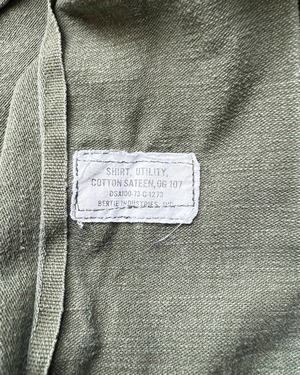 SHIRT, UTILITY,
COTTON SATEEN, OG 107
DSA100-73-C-1273
BERTIE INDUSTRIES, INC.